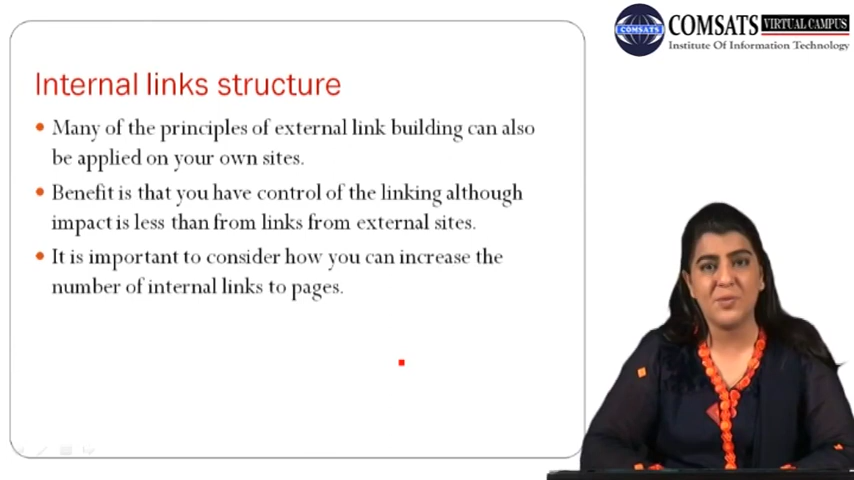 COMSATS VIRTUAL CAMPUS
COMSATS
Institute Of Information Technology
Internal links structure
Many of the principles of external link building can also
be applied on your own sites.
Benefit is that you have control of the linking although
impact is less than from links from external sites.
It is important to consider how you can increase the
number of internal links to pages.